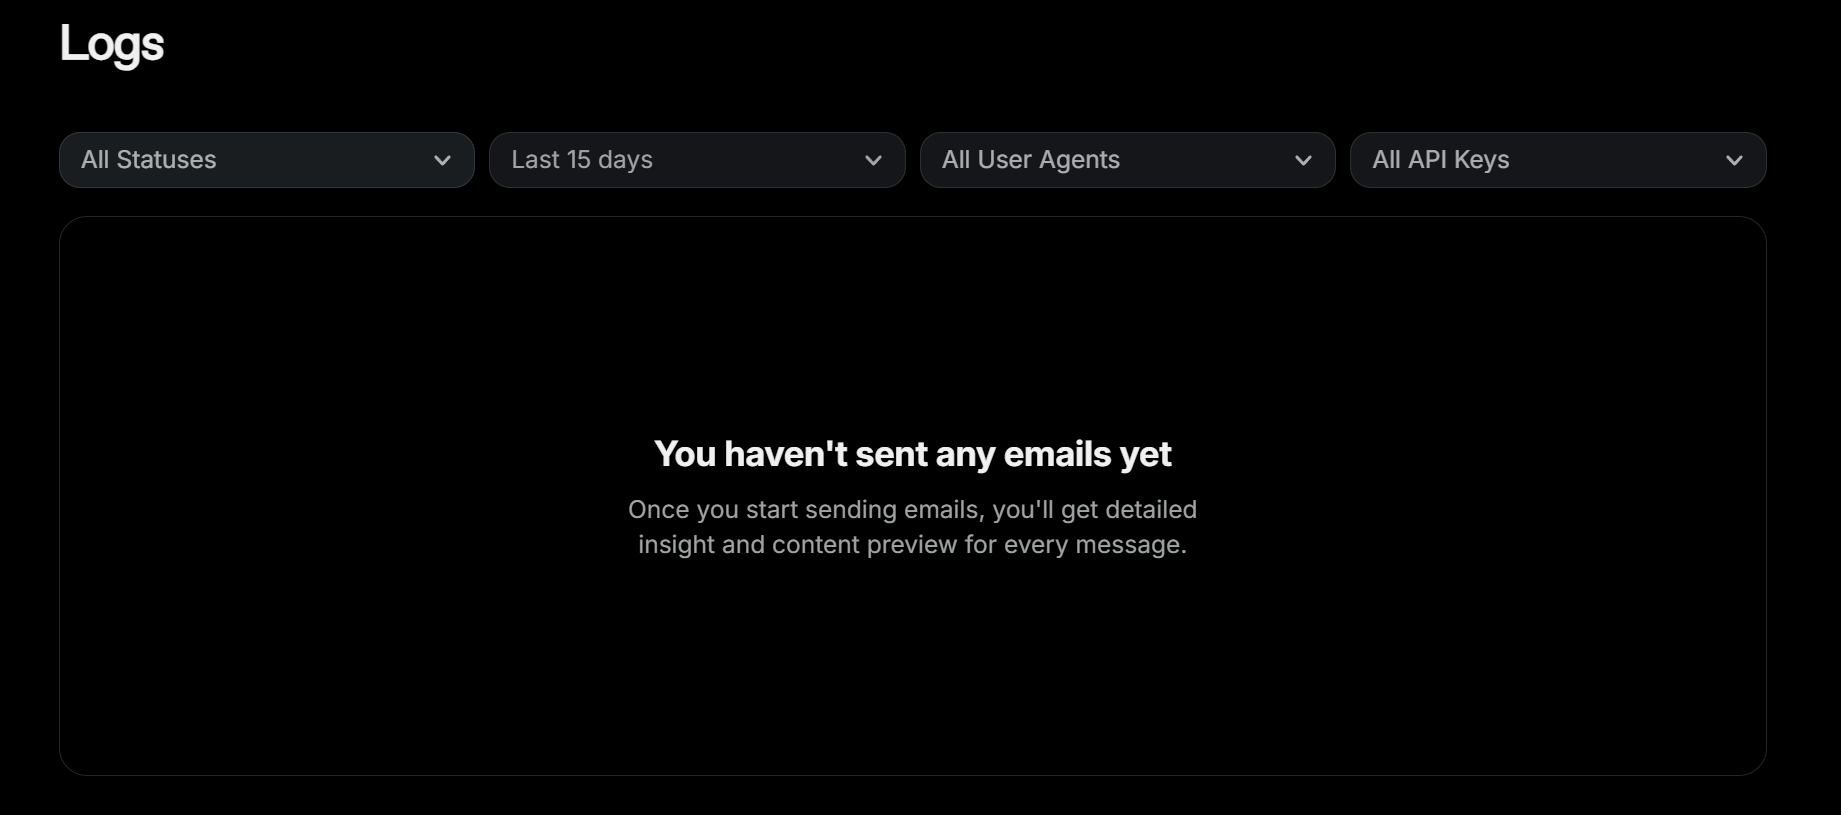 Logs
All Statuses
Last 15 days
All User Agents
All API Keys
You haven't sent any emails yet
Once you start sending emails, you'll get detailed
insight and content preview for every message.